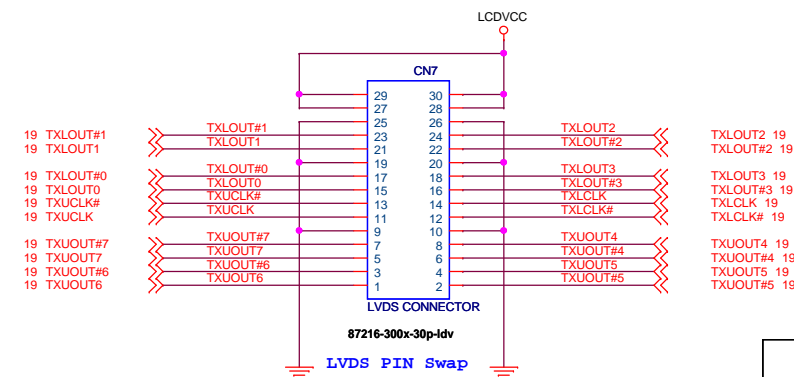 LCDVCC
CN7
29 30
27 28
25 26
19 TXLOUT#1 TXLOUT#1 23 24 TXLOUT2 TXLOUT2 19
19 TXLOUT1 TXLOUT1 21 22 TXLOUT#2 TXLOUT#2 19
19 20
19 TXLOUT#0 TXLOUT#0 17 18 TXLOUT3 TXLOUT3 19
19 TXLOUT0 TXLOUT0 15 16 TXLOUT#3 TXLOUT#3 19
19 TXUCLK# TXUCLK# 13 14 TXLCLK TXLCLK 19
19 TXUCLK TXUCLK 11 12 TXLCLK# TXLCLK# 19
9 10
19 TXUOUT#7 TXUOUT#7 7 8 TXUOUT4 TXUOUT4 19
19 TXUOUT7 TXUOUT7 5 6 TXUOUT#4 TXUOUT#4 19
19 TXUOUT#6 TXUOUT#6 3 4 TXUOUT5 TXUOUT5 19
19 TXUOUT6 TXUOUT6 1 2 TXUOUT#5 TXUOUT#5 19
LVDS CONNECTOR
87216-300x-30p-ldv
LVDS PIN Swap